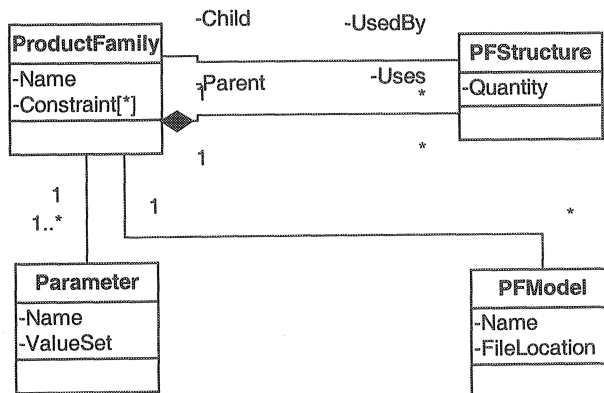 -Child
-UsedBy
ProductFamily
PFStructure
-Name
-Constraint[*]
1
-Parent
-Uses
*
-Quantity
1
*
1
1..*
1
*
Parameter
-Name
-ValueSet
PFModel
-Name
-FileLocation